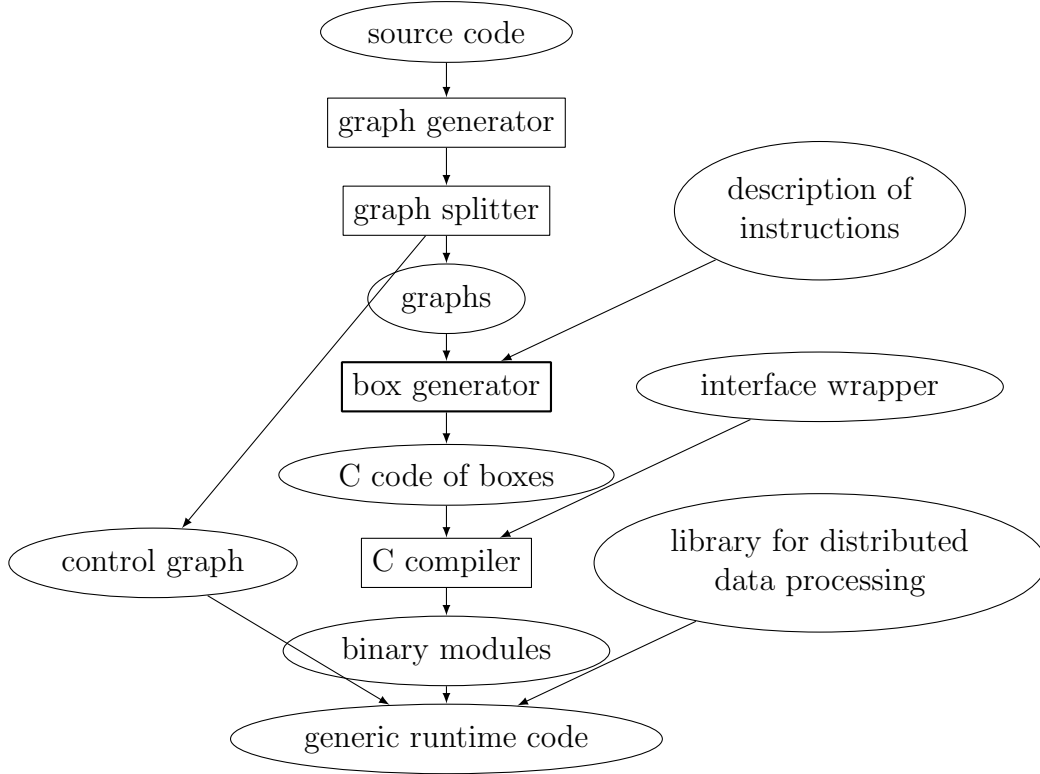 source code
graph generator
graph splitter
description of
instructions
graphs
box generator
interface wrapper
C code of boxes
control graph
C compiler
library for distributed
data processing
binary modules
generic runtime code